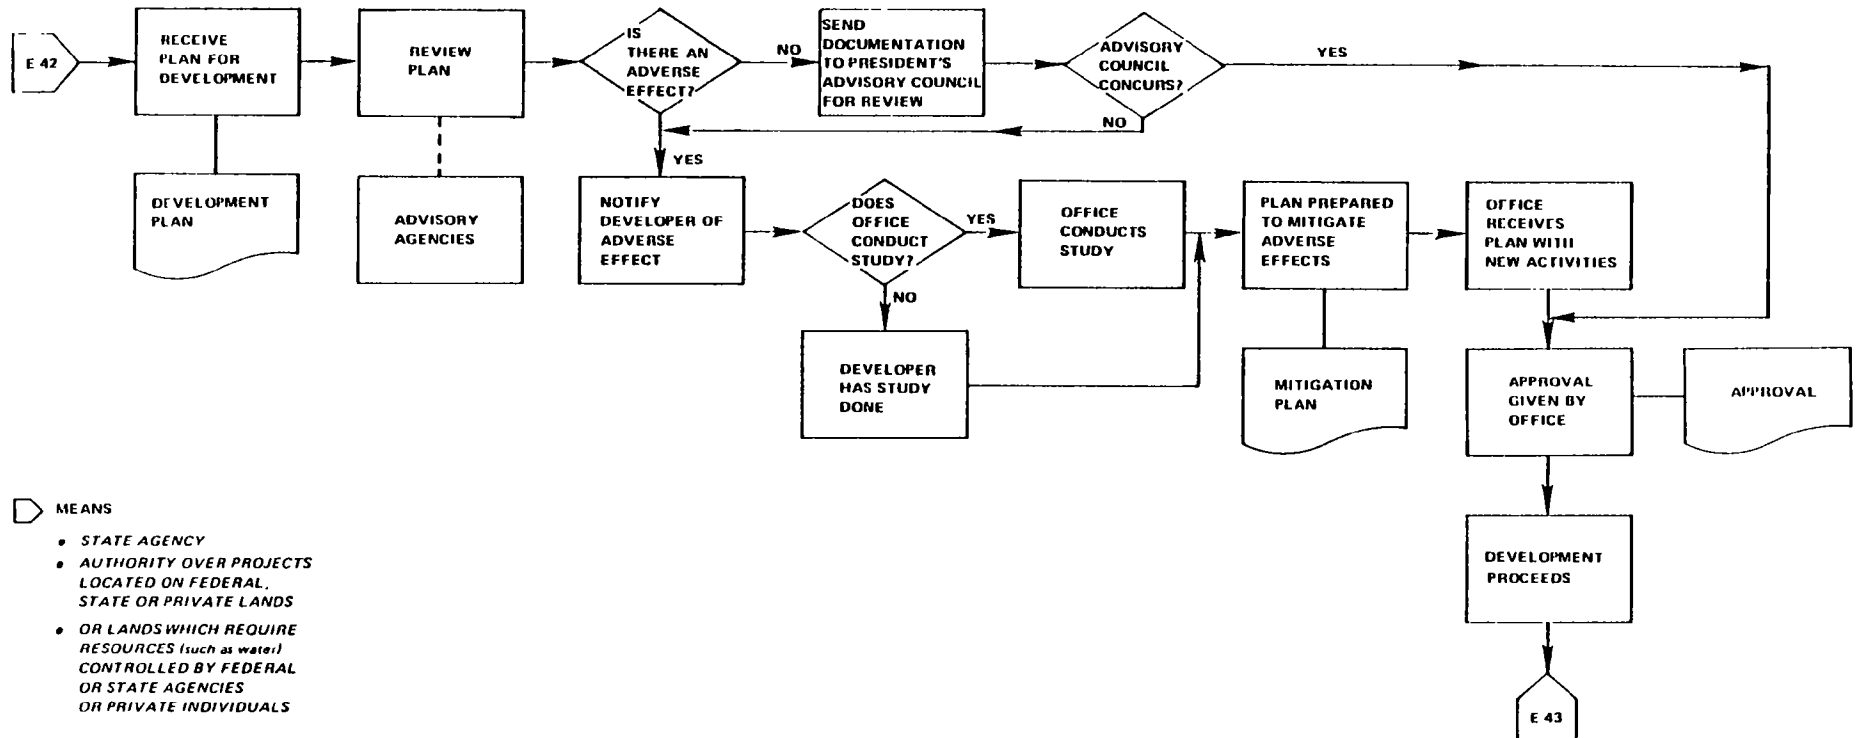 E 42
RECEIVE
PLAN FOR
DEVELOPMENT
REVIEW
PLAN
IS
THERE AN
ADVERSE
EFFECT?
NO
SEND
DOCUMENTATION
TO PRESIDENT'S
ADVISORY COUNCIL
FOR REVIEW
ADVISORY
COUNCIL
CONCURS?
YES
NO
YES
DEVELOPMENT
PLAN
ADVISORY
AGENCIES
NOTIFY
DEVELOPER OF
ADVERSE
EFFECT
DOES
OFFICE
CONDUCT
STUDY?
YES
NO
OFFICE
CONDUCTS
STUDY
PLAN PREPARED
TO MITIGATE
ADVERSE
EFFECTS
OFFICE
RECEIVES
PLAN WITH
NEW ACTIVITIES
DEVELOPER
HAS STUDY
DONE
MITIGATION
PLAN
APPROVAL
GIVEN BY
OFFICE
APPROVAL
DEVELOPMENT
PROCEEDS
E 43
MEANS
• STATE AGENCY
• AUTHORITY OVER PROJECTS
LOCATED ON FEDERAL,
STATE OR PRIVATE LANDS
• OR LANDS WHICH REQUIRE
RESOURCES (such as water)
CONTROLLED BY FEDERAL
OR STATE AGENCIES
OR PRIVATE INDIVIDUALS